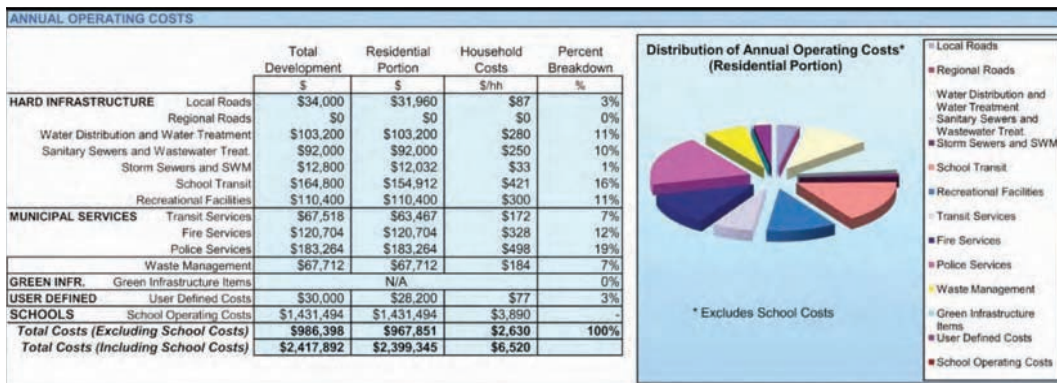 ANNUAL OPERATING COSTS
Total Development Residential Portion Household Costs Percent Breakdown
$ $ $/hh %
HARD INFRASTRUCTURE Local Roads $34,000 $31,960 $87 3%
Regional Roads $0 $0 $0 0%
Water Distribution and Water Treatment $103,200 $103,200 $280 11%
Sanitary Sewers and Wastewater Treat. $92,000 $92,000 $250 10%
Storm Sewers and SWM $12,800 $12,032 $33 1%
School Transit $164,800 $154,912 $421 16%
Recreational Facilities $110,400 $110,400 $300 11%
MUNICIPAL SERVICES Transit Services $67,518 $63,467 $172 7%
Fire Services $120,704 $120,704 $328 12%
Police Services $183,264 $183,264 $498 19%
Waste Management $67,712 $67,712 $184 7%
GREEN INFR. Green Infrastructure Items N/A 0%
USER DEFINED User Defined Costs $30,000 $28,200 $77 3%
SCHOOLS School Operating Costs $1,431,494 $1,431,494 $3,890 -
Total Costs (Excluding School Costs) $986,398 $967,851 $2,630 100%
Total Costs (Including School Costs) $2,417,892 $2,399,345 $6,520
Distribution of Annual Operating Costs*
(Residential Portion)
* Excludes School Costs
Local Roads
Regional Roads
Water Distribution and
Water Treatment
Sanitary Sewers and
Wastewater Treat.
Storm Sewers and SWM
School Transit
Recreational Facilities
Transit Services
Fire Services
Police Services
Waste Management
Green Infrastructure
Items
User Defined Costs
School Operating Costs